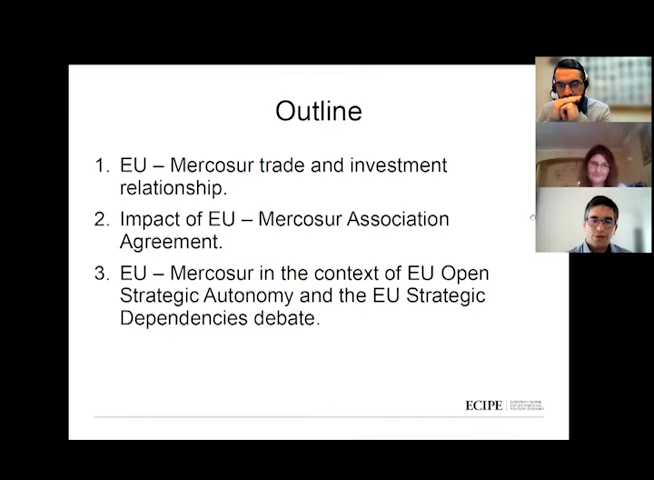 Outline
1. EU – Mercosur trade and investment
relationship.
2. Impact of EU – Mercosur Association
Agreement.
3. EU – Mercosur in the context of EU Open
Strategic Autonomy and the EU Strategic
Dependencies debate.
ECIPE